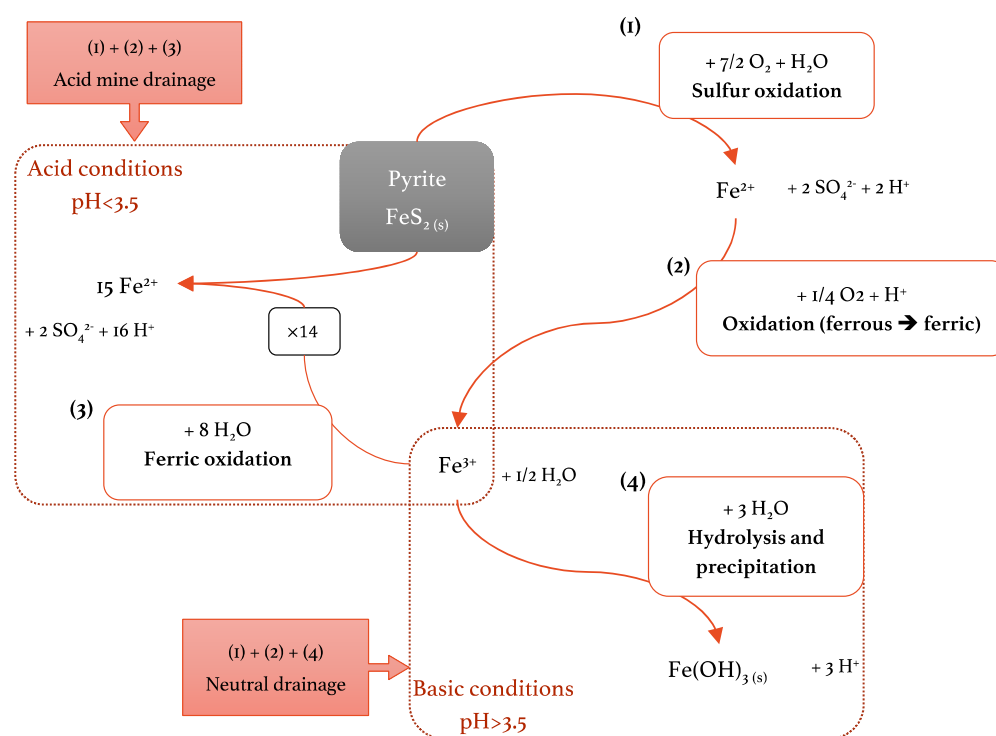 (1) + (2) + (3)
Acid mine drainage
(1)
+ 7/2 O₂ + H₂O
Sulfur oxidation
Acid conditions
pH<3.5
Pyrite
FeS₂ ₍ₛ₎
Fe²⁺
+ 2 SO₄²⁻ + 2 H⁺
(2)
+ 1/4 O2 + H⁺
Oxidation (ferrous ➔ ferric)
15 Fe²⁺
+ 2 SO₄²⁻ + 16 H⁺
×14
(3)
+ 8 H₂O
Ferric oxidation
Fe³⁺
+ 1/2 H₂O
(4)
+ 3 H₂O
Hydrolysis and
precipitation
(1) + (2) + (4)
Neutral drainage
Fe(OH)₃ ₍ₛ₎
+ 3 H⁺
Basic conditions
pH>3.5